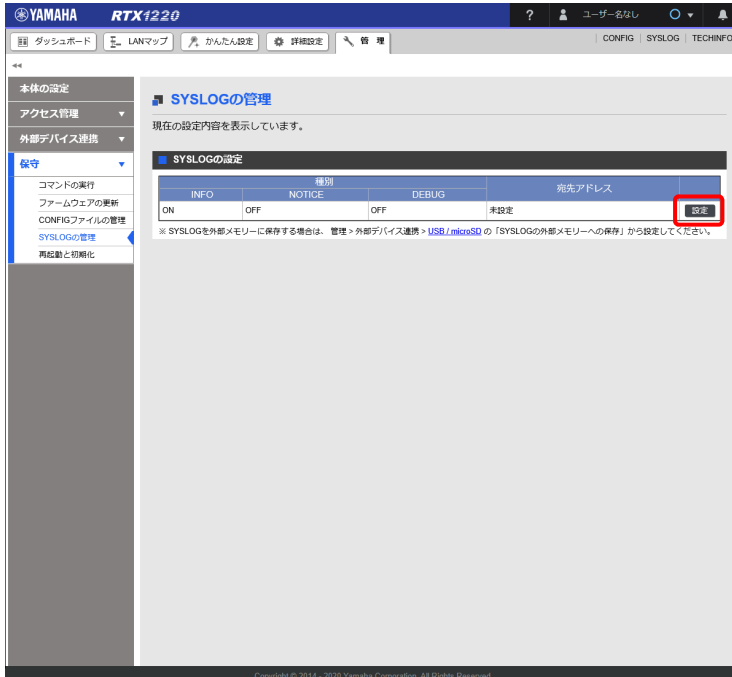 YAMAHA RTX1220 ? ユーザー名なし
ダッシュボード LANマップ かんたん設定 詳細設定 管理 CONFIG SYSLOG TECHINFO
本体の設定
アクセス管理
外部デバイス連携
保守
コマンドの実行
ファームウェアの更新
CONFIGファイルの管理
SYSLOGの管理
再起動と初期化
SYSLOGの管理
現在の設定内容を表示しています。
SYSLOGの設定
種別 宛先アドレス
INFO NOTICE DEBUG
ON OFF OFF 未設定 設定
※ SYSLOGを外部メモリーに保存する場合は、 管理 > 外部デバイス連携 > USB / microSD の「SYSLOGの外部メモリーへの保存」から設定してください。
Copyright © 2014 - 2020 Yamaha Corporation. All Rights Reserved.